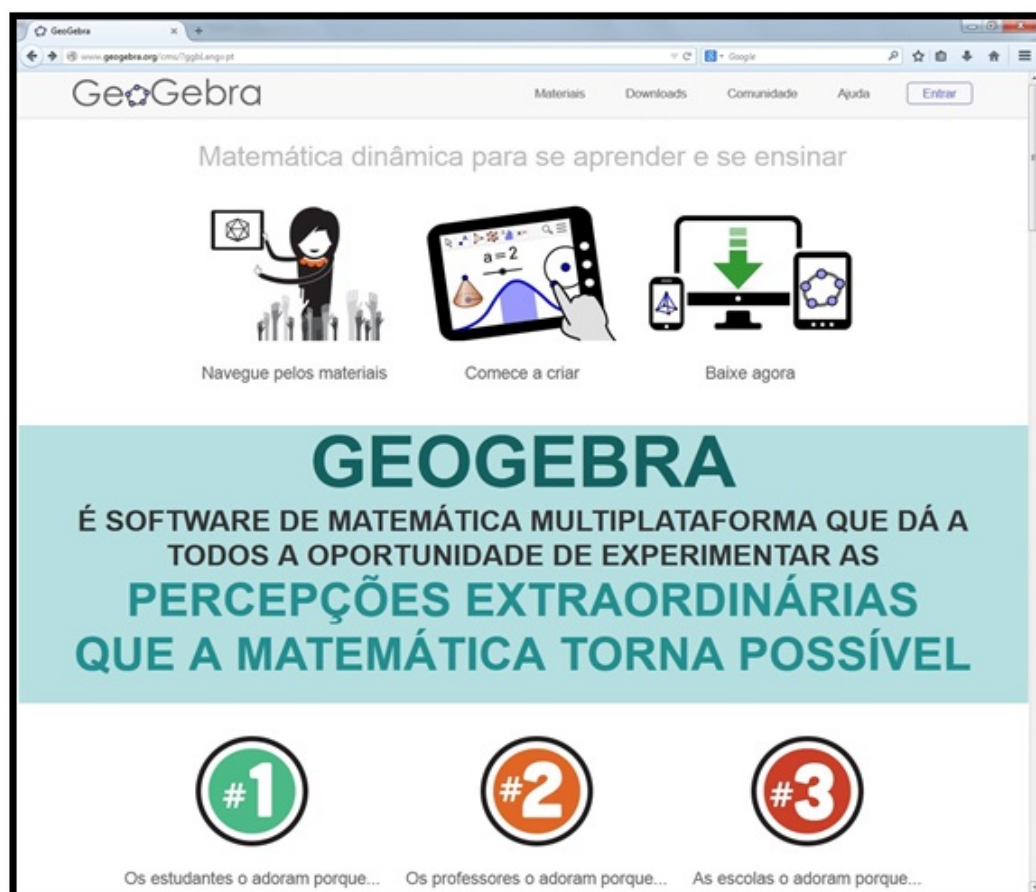 GeoGebra
www.geogebra.org/cms/?ggbLang=pt
Google
GeoGebra
Materiais Downloads Comunidade Ajuda Entrar
Matemática dinâmica para se aprender e se ensinar
a = 2
Navegue pelos materiais Comece a criar Baixe agora
GEOGEBRA
É SOFTWARE DE MATEMÁTICA MULTIPLATAFORMA QUE DÁ A
TODOS A OPORTUNIDADE DE EXPERIMENTAR AS
PERCEPÇÕES EXTRAORDINÁRIAS
QUE A MATEMÁTICA TORNA POSSÍVEL
#1 #2 #3
Os estudantes o adoram porque... Os professores o adoram porque... As escolas o adoram porque...